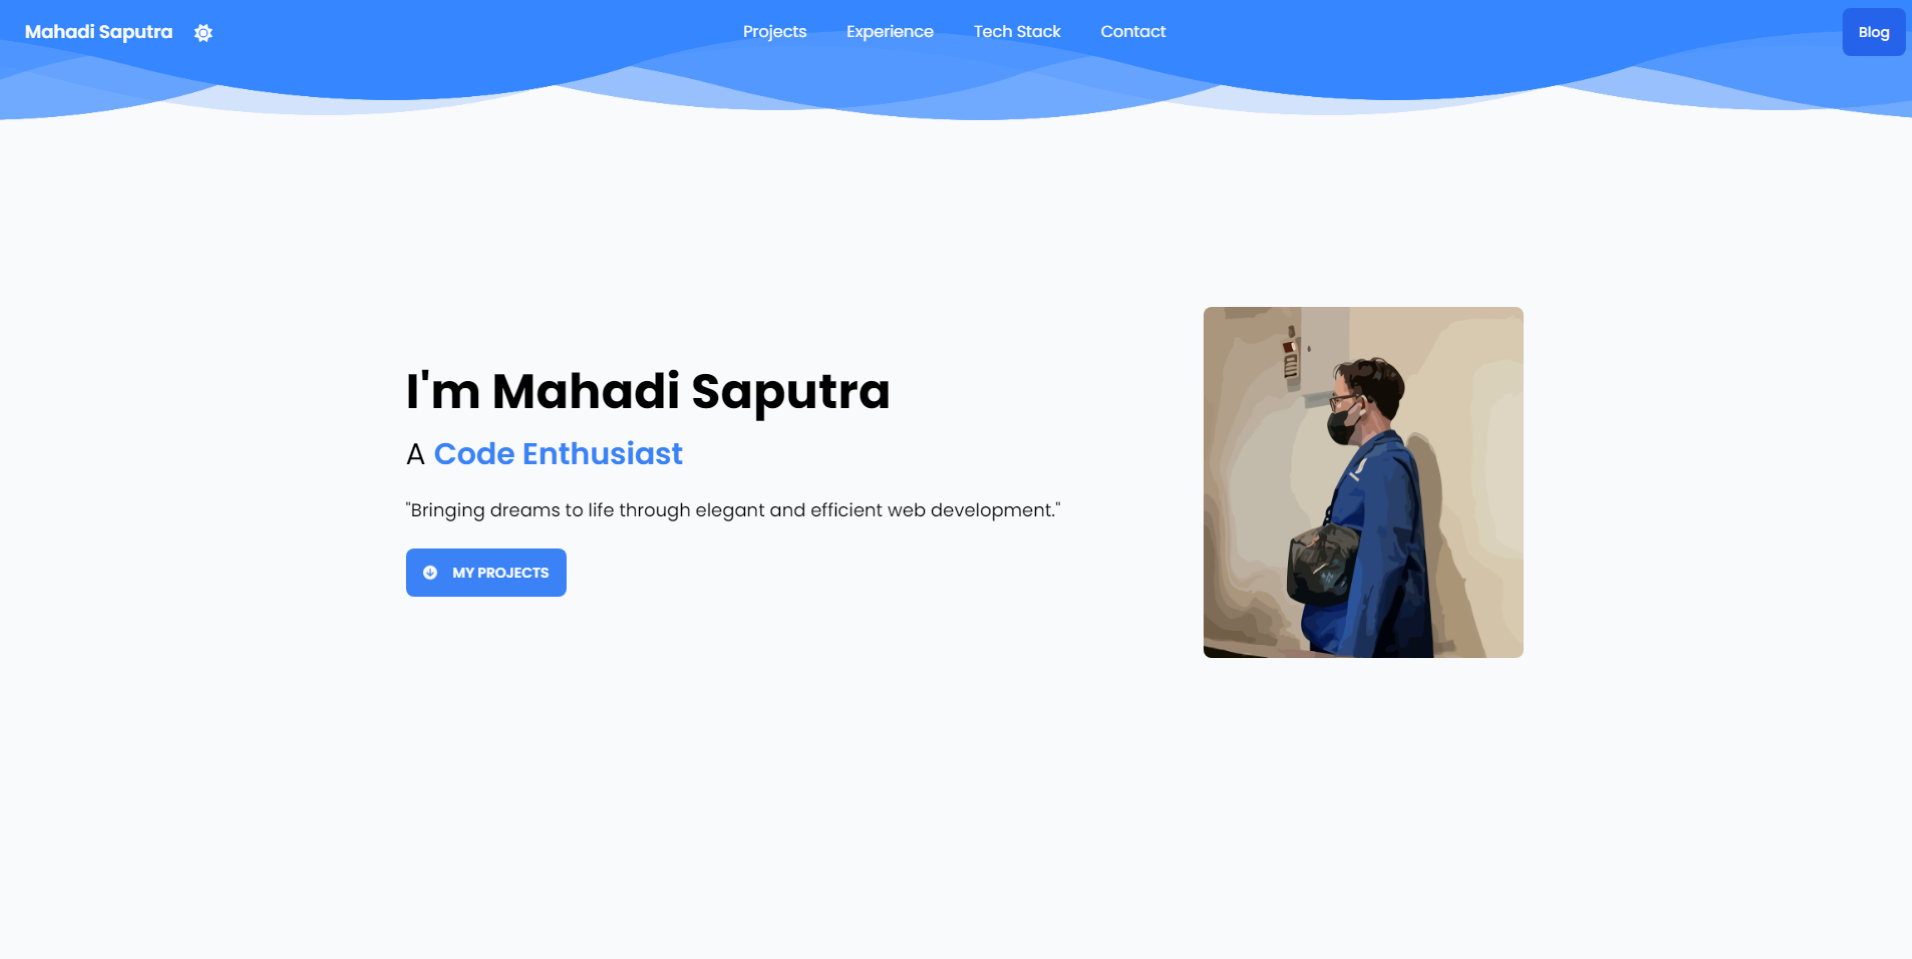 Mahadi Saputra
Projects
Experience
Tech Stack
Contact
Blog
I'm Mahadi Saputra
A Code Enthusiast
"Bringing dreams to life through elegant and efficient web development."
MY PROJECTS